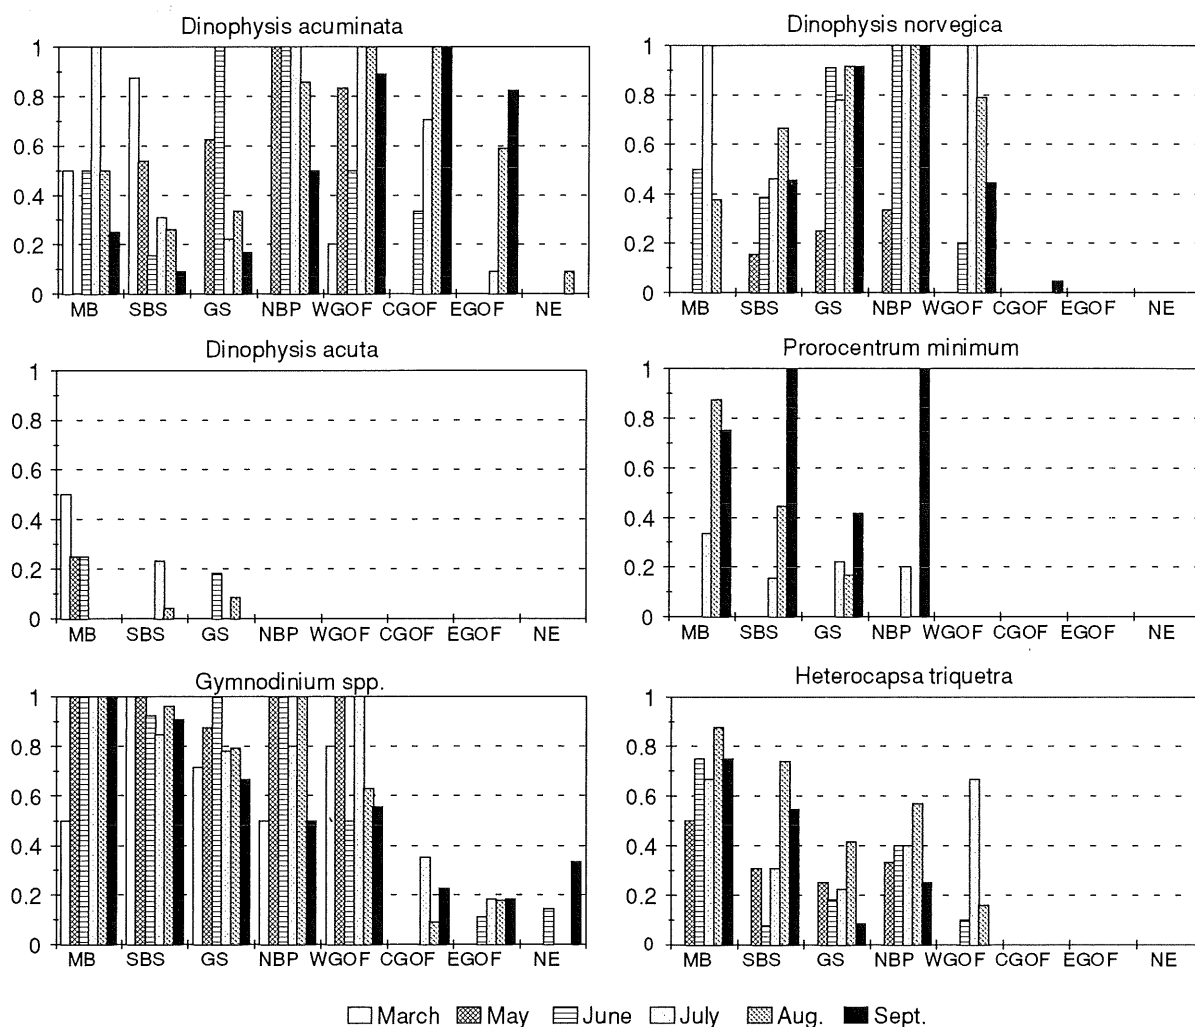 Dinophysis acuminata
1
0.8
0.6
0.4
0.2
0
MB SBS GS NBP WGOF CGOF EGOF NE
Dinophysis norvegica
1
0.8
0.6
0.4
0.2
0
MB SBS GS NBP WGOF CGOF EGOF NE
Dinophysis acuta
1
0.8
0.6
0.4
0.2
0
MB SBS GS NBP WGOF CGOF EGOF NE
Prorocentrum minimum
1
0.8
0.6
0.4
0.2
0
MB SBS GS NBP WGOF CGOF EGOF NE
Gymnodinium spp.
1
0.8
0.6
0.4
0.2
0
MB SBS GS NBP WGOF CGOF EGOF NE
Heterocapsa triquetra
1
0.8
0.6
0.4
0.2
0
MB SBS GS NBP WGOF CGOF EGOF NE
March May June July Aug. Sept.